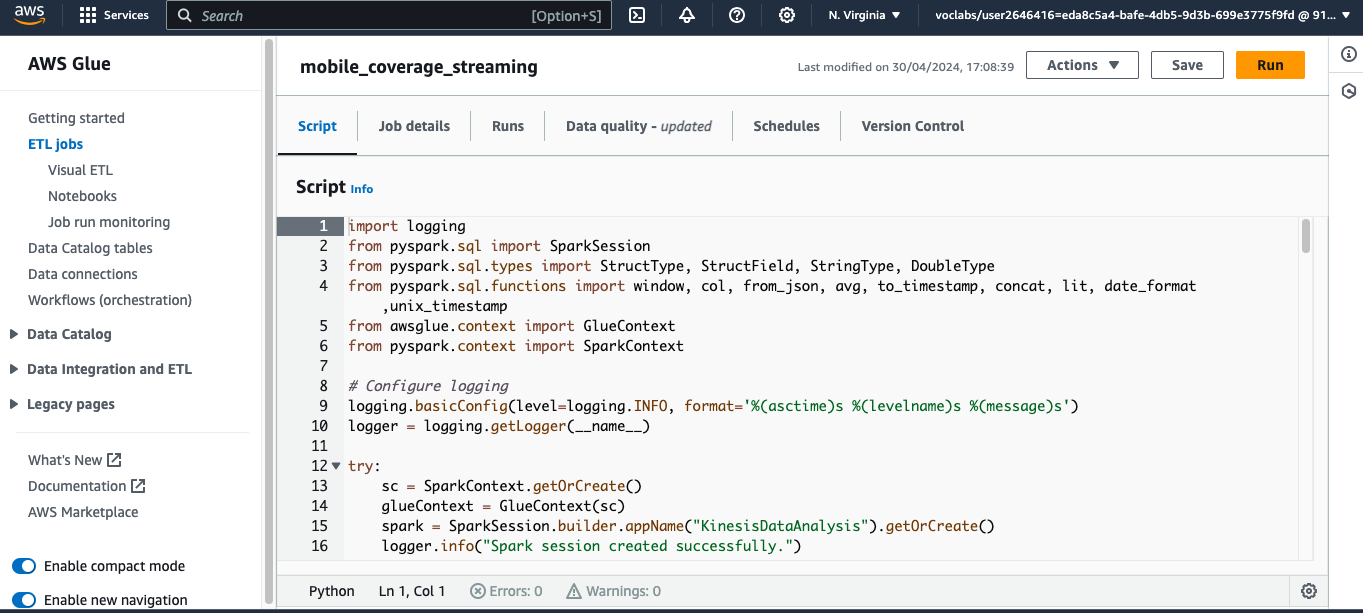 aws Services Search [Option+S] N. Virginia voclabs/user2646416=eda8c5a4-bafe-4db5-9d3b-699e3775f9fd @ 91...
AWS Glue
Getting started
ETL jobs
Visual ETL
Notebooks
Job run monitoring
Data Catalog tables
Data connections
Workflows (orchestration)
Data Catalog
Data Integration and ETL
Legacy pages
What's New
Documentation
AWS Marketplace
Enable compact mode
Enable new navigation
mobile_coverage_streaming
Last modified on 30/04/2024, 17:08:39 Actions Save Run
Script Job details Runs Data quality - updated Schedules Version Control
Script Info
1 import logging
2 from pyspark.sql import SparkSession
3 from pyspark.sql.types import StructType, StructField, StringType, DoubleType
4 from pyspark.sql.functions import window, col, from_json, avg, to_timestamp, concat, lit, date_format
,unix_timestamp
5 from awsglue.context import GlueContext
6 from pyspark.context import SparkContext
7
8 # Configure logging
9 logging.basicConfig(level=logging.INFO, format='%(asctime)s %(levelname)s %(message)s')
10 logger = logging.getLogger(__name__)
11
12 try:
13 sc = SparkContext.getOrCreate()
14 glueContext = GlueContext(sc)
15 spark = SparkSession.builder.appName("KinesisDataAnalysis").getOrCreate()
16 logger.info("Spark session created successfully.")
Python Ln 1, Col 1 Errors: 0 Warnings: 0